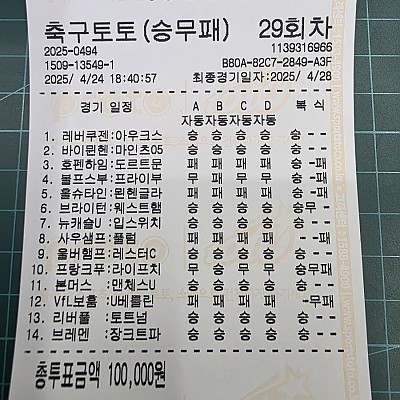 축구토토(승무패) 29회차
2025-0494 1139316966
1509-13549-1 B80A-82C7-2849-A3F
2025/ 4/24 18:40:57 최종경기일자:2025/ 4/28
경기 일정 A B C D 복 식
자동자동자동자동
1. 레버쿠젠:아우크스 승 승 승 승 승--
2. 바이뮌헨:마인츠05 승 승 승 승 승--
3. 호펜하임:도르트문 패 패 패 패 --패
4. 볼프스부:프라이부 무 패 무 무 승--
5. 홀슈타인:묀헨글라 패 패 패 패 --패
6. 브라이턴:웨스트햄 승 승 승 승 승무-
7. 뉴캐슬U :입스위치 승 승 승 승 승--
8. 사우샘프:풀럼 패 패 패 패 --패
9. 울버햄프:레스터C 승 승 승 승 승--
10. 프랑크푸:라이프치 무 승 무 무 승무패
11. 본머스 :맨체스U 승 승 승 승 승--
12. VfL보훔 :U베를린 패 패 패 패 -무패
13. 리버풀 :토트넘 승 승 승 승 승--
14. 브레멘 :장크트파 승 승 승 승 승--
총투표금액 100,000원